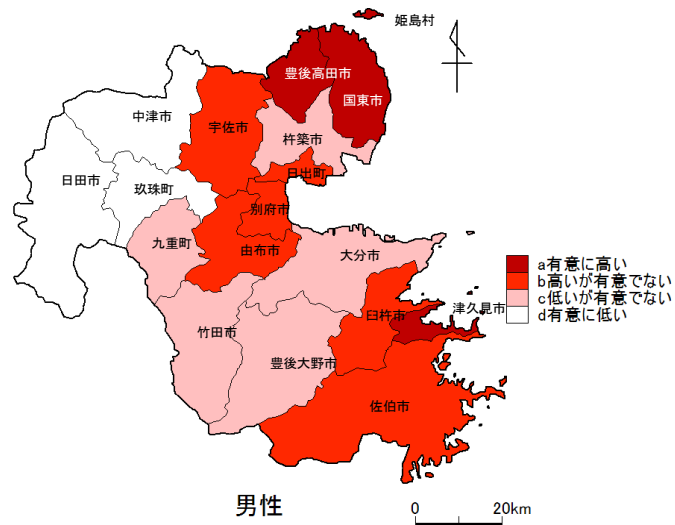 姫島村
豊後高田市
国東市
中津市
宇佐市
杵築市
日出町
日田市
玖珠町
別府市
九重町
由布市
大分市
a有意に高い
b高いが有意でない
c低いが有意でない
d有意に低い
津久見市
臼杵市
竹田市
豊後大野市
佐伯市
男性
0 20km